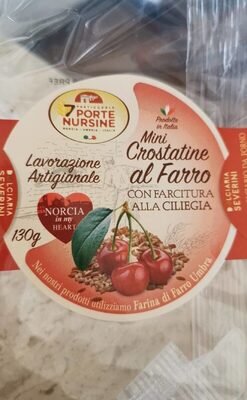 7 PORTE
NURSINE
NORCIA - UMBRIA - ITALIA
Prodotto
in Italia
Lavorazione
Artigianale
Mini
Crostatine
al Farro
CON FARCITURA
ALLA CILIEGIA
NORCIA
in my
HEART
130g
Nei nostri prodotti utilizziamo Farina di Farro Umbra
SEVERINI